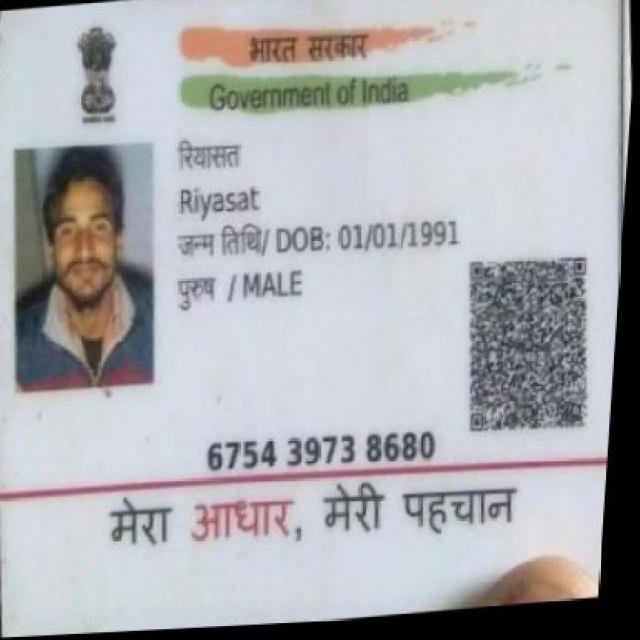 भारत सरकार
Government of India
रियासत
Riyasat
जन्म तिथि/ DOB: 01/01/1991
पुरुष / MALE
6754 3973 8680
मेरा आधार, मेरी पहचान